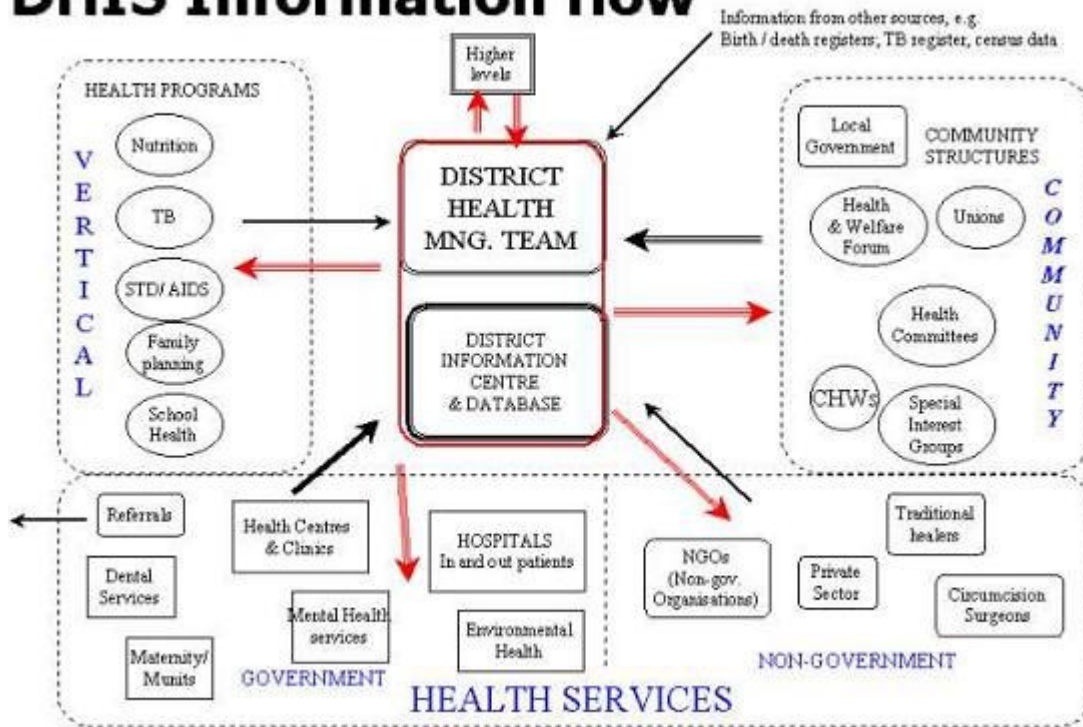 DHIS Information flow
Information from other sources, e.g.
Birth / death registers; TB register, census data
Higher
levels
HEALTH PROGRAMS
VERTICAL
Nutrition
TB
STD/ AIDS
Family
planning
School
Health
DISTRICT
HEALTH
MNG. TEAM
DISTRICT
INFORMATION
CENTRE
& DATABASE
Local
Government
COMMUNITY
STRUCTURES
Health
& Welfare
Forum
Unions
Health
Committees
CHWs
Special
Interest
Groups
COMMUNITY
Referrals
Health Centres
& Clinics
HOSPITALS
In and out patients
Dental
Services
Mental Health
services
Environmental
Health
Maternity/
Munits
GOVERNMENT
Traditional
healers
NGOs
(Non-gov.
Organisations)
Private
Sector
Circumcision
Surgeons
NON-GOVERNMENT
HEALTH SERVICES